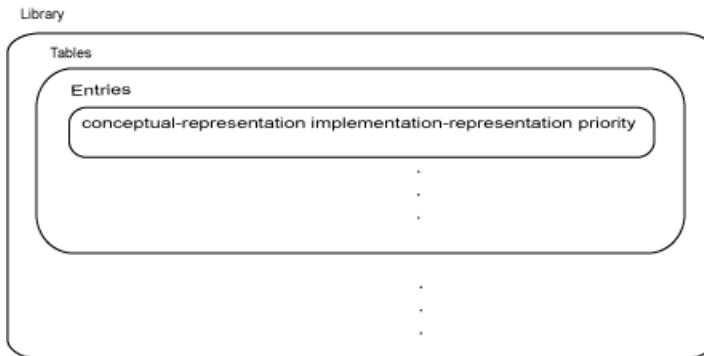 Library
Tables
Entries
conceptual-representation implementation-representation priority